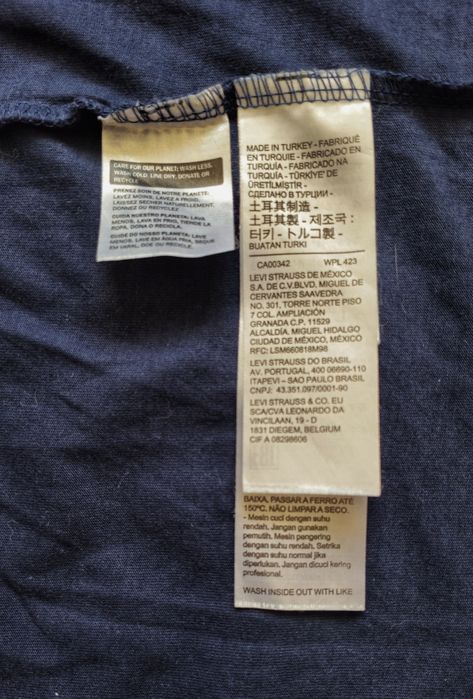 CARE FOR OUR PLANET: WASH LESS,
WASH COLD, LINE DRY, DONATE OR
RECYCLE.
PRENEZ SOIN DE NOTRE PLANETE:
LAVEZ MOINS, LAVEZ A FROID,
LAISSEZ SECHER NATURELLEMENT,
DONNEZ OU RECYCLEZ.
CUIDA NUESTRO PLANETA: LAVA
MENOS, LAVA EN FRIO, TIENDE LA
ROPA, DONA O RECICLA.
CUIDE DO NOSSO PLANETA: LAVE
MENOS, LAVE EM ÁGUA FRIA, SEQUE
EM VARAL, DOE OU RECICLE.
MADE IN TURKEY - FABRIQUÉ
EN TURQUIE - FABRICADO EN
TURQUÍA - FABRICADO NA
TURQUIA - TÜRKİYE' DE
ÜRETİLMİŞTİR -
СДЕЛАНО В ТУРЦИИ -
土耳其制造 -
土耳其製 - 제조국 :
터키 - トルコ製 -
BUATAN TURKI
CA00342 WPL 423
LEVI STRAUSS DE MÉXICO
S.A. DE C.V.BLVD. MIGUEL DE
CERVANTES SAAVEDRA
NO. 301, TORRE NORTE PISO
7 COL. AMPLIACIÓN
GRANADA C.P. 11529
ALCALDÍA, MIGUEL HIDALGO
CIUDAD DE MÉXICO, MÉXICO
RFC: LSM660818M98
LEVI STRAUSS DO BRASIL
AV. PORTUGAL, 400 06690-110
ITAPEVI – SAO PAULO BRASIL
CNPJ: 43.351.097/0001-90
LEVI STRAUSS & CO. EU
SCA/CVA LEONARDO DA
VINCILAAN, 19 - D
1831 DIEGEM, BELGIUM
CIF A 08298606
BAIXA, PASSAR A FERRO ATÉ
150ºC. NÃO LIMPAR A SECO.
- Mesin cuci dengan suhu
rendah. Jangan gunakan
pemutih. Mesin pengering
dengan suhu rendah. Setrika
dengan suhu normal jika
diperlukan. Jangan dicuci kering
profesional.
WASH INSIDE OUT WITH LIKE